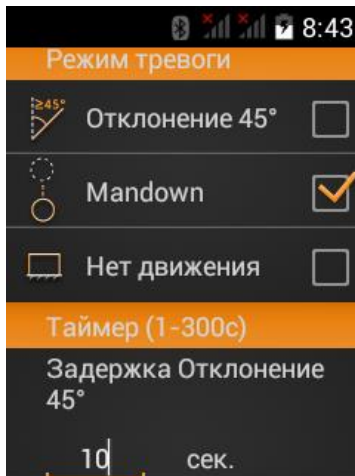 8:43
Режим тревоги
≥45°
Отклонение 45°
Mandown
Нет движения
Таймер (1-300с)
Задержка Отклонение
45°
10 сек.